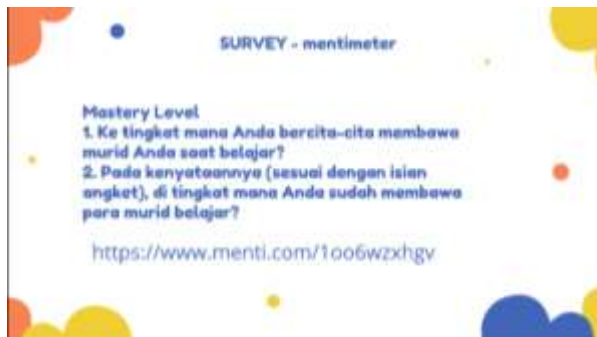 SURVEY - mentimeter
Mastery Level
1. Ke tingkat mana Anda bercita-cita membawa
murid Anda saat belajar?
2. Pada kenyataannya (sesuai dengan isian
angket), di tingkat mana Anda sudah membawa
para murid belajar?
https://www.menti.com/1oo6wzxhgv